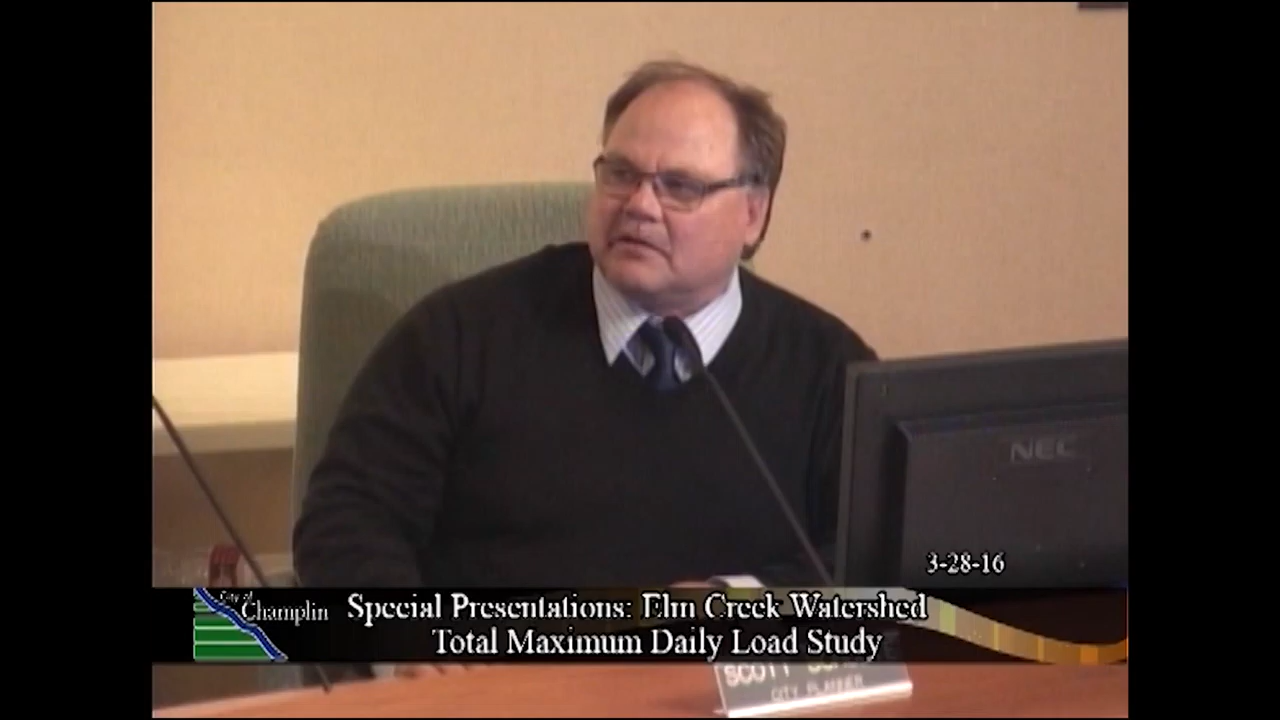 NEC
3-28-16
City of
Champlin
Special Presentations: Elm Creek Watershed
Total Maximum Daily Load Study
SCOTT
CITY PLANNER